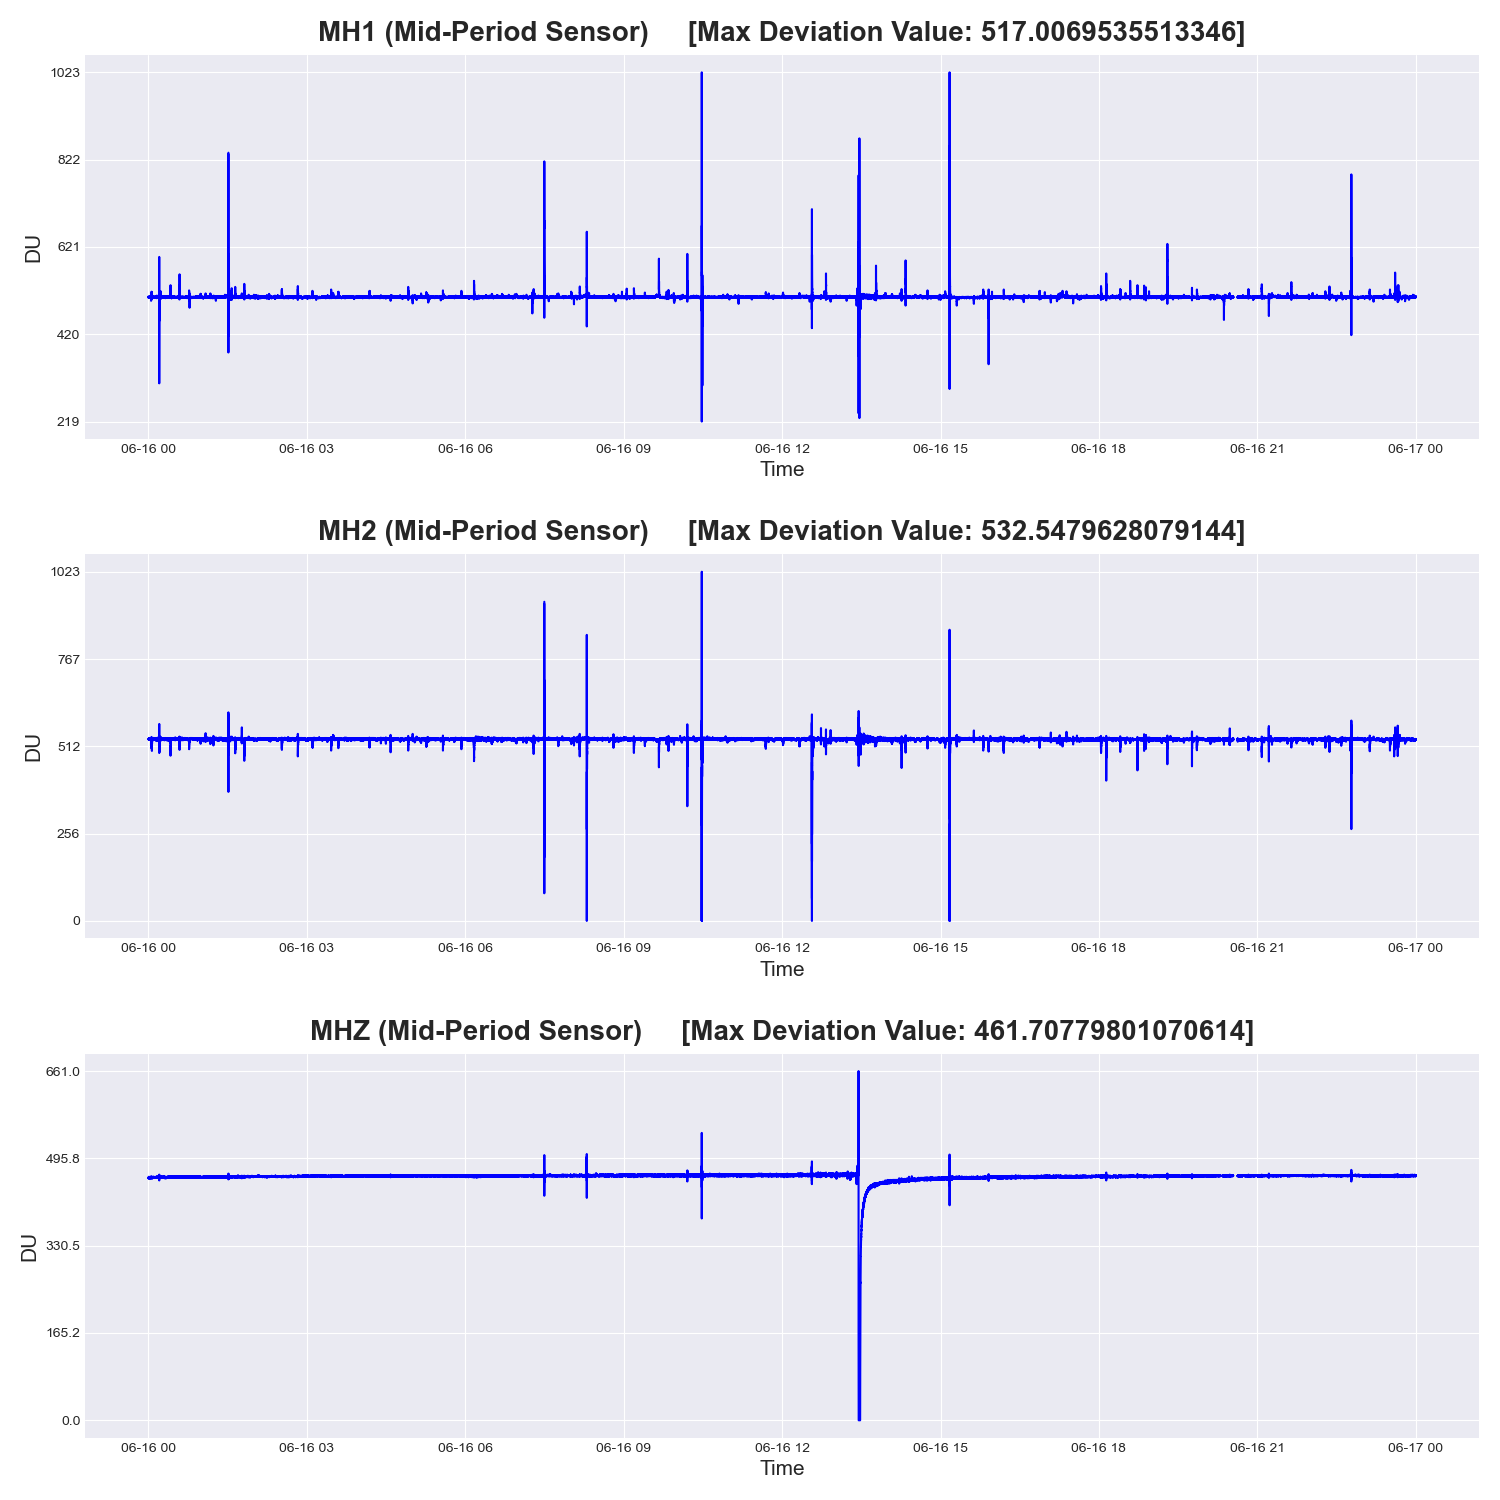 MH1 (Mid-Period Sensor) [Max Deviation Value: 517.0069535513346]
1023
822
621
420
219
DU
06-16 00 06-16 03 06-16 06 06-16 09 06-16 12 06-16 15 06-16 18 06-16 21 06-17 00
Time
MH2 (Mid-Period Sensor) [Max Deviation Value: 532.5479628079144]
1023
767
512
256
0
DU
06-16 00 06-16 03 06-16 06 06-16 09 06-16 12 06-16 15 06-16 18 06-16 21 06-17 00
Time
MHZ (Mid-Period Sensor) [Max Deviation Value: 461.70779801070614]
661.0
495.8
330.5
165.2
0.0
DU
06-16 00 06-16 03 06-16 06 06-16 09 06-16 12 06-16 15 06-16 18 06-16 21 06-17 00
Time